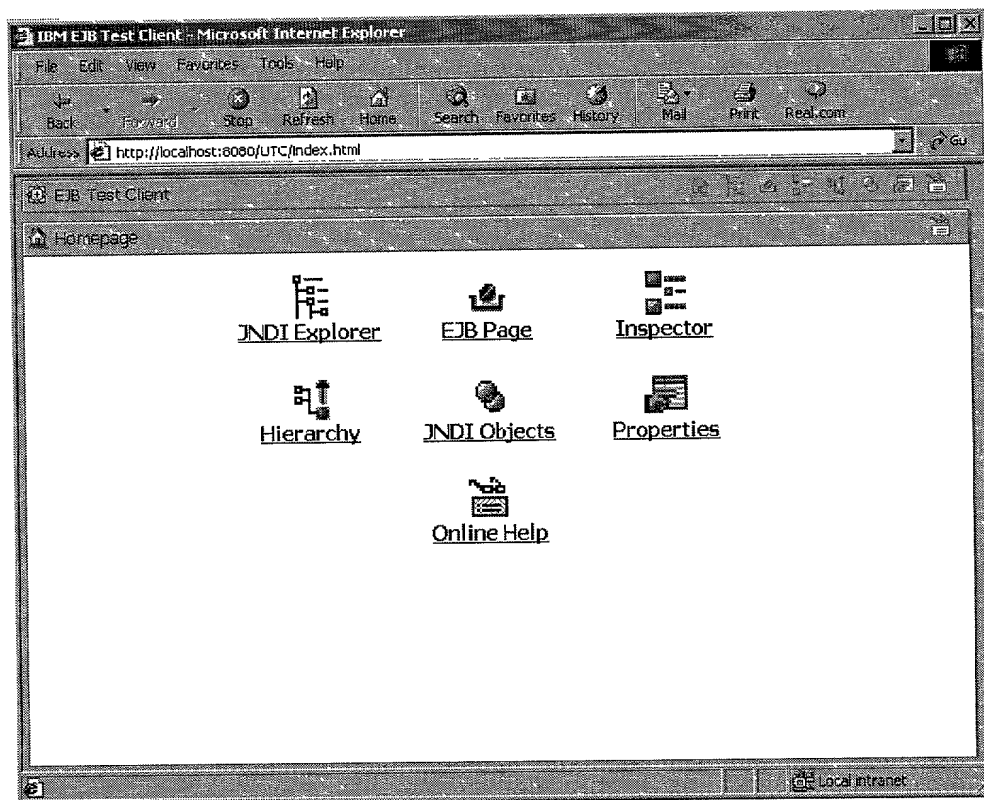 IBM EJB Test Client - Microsoft Internet Explorer
File Edit View Favorites Tools Help
Back Forward Stop Refresh Home Search Favorites History Mail Print Real.com
Address http://localhost:8080/UTC/index.html Go
EJB Test Client
Homepage
JNDI Explorer EJB Page Inspector
Hierarchy JNDI Objects Properties
Online Help
Local intranet